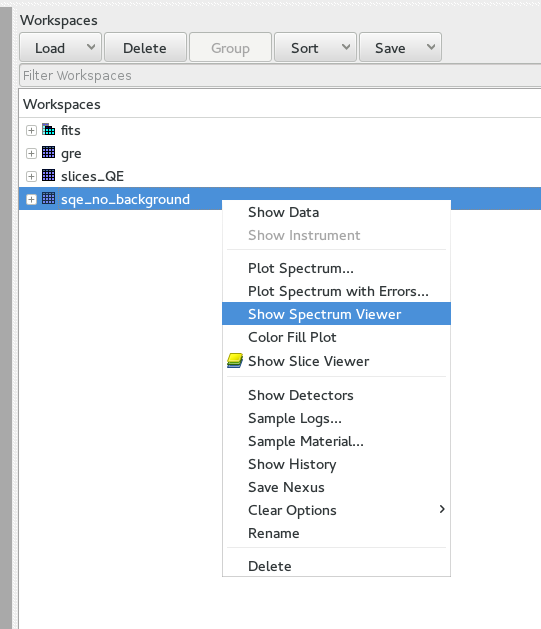 Workspaces
Load Delete Group Sort Save
Filter Workspaces
Workspaces
fits
gre
slices_QE
sqe_no_background
Show Data
Show Instrument
Plot Spectrum...
Plot Spectrum with Errors...
Show Spectrum Viewer
Color Fill Plot
Show Slice Viewer
Show Detectors
Sample Logs...
Sample Material...
Show History
Save Nexus
Clear Options
Rename
Delete